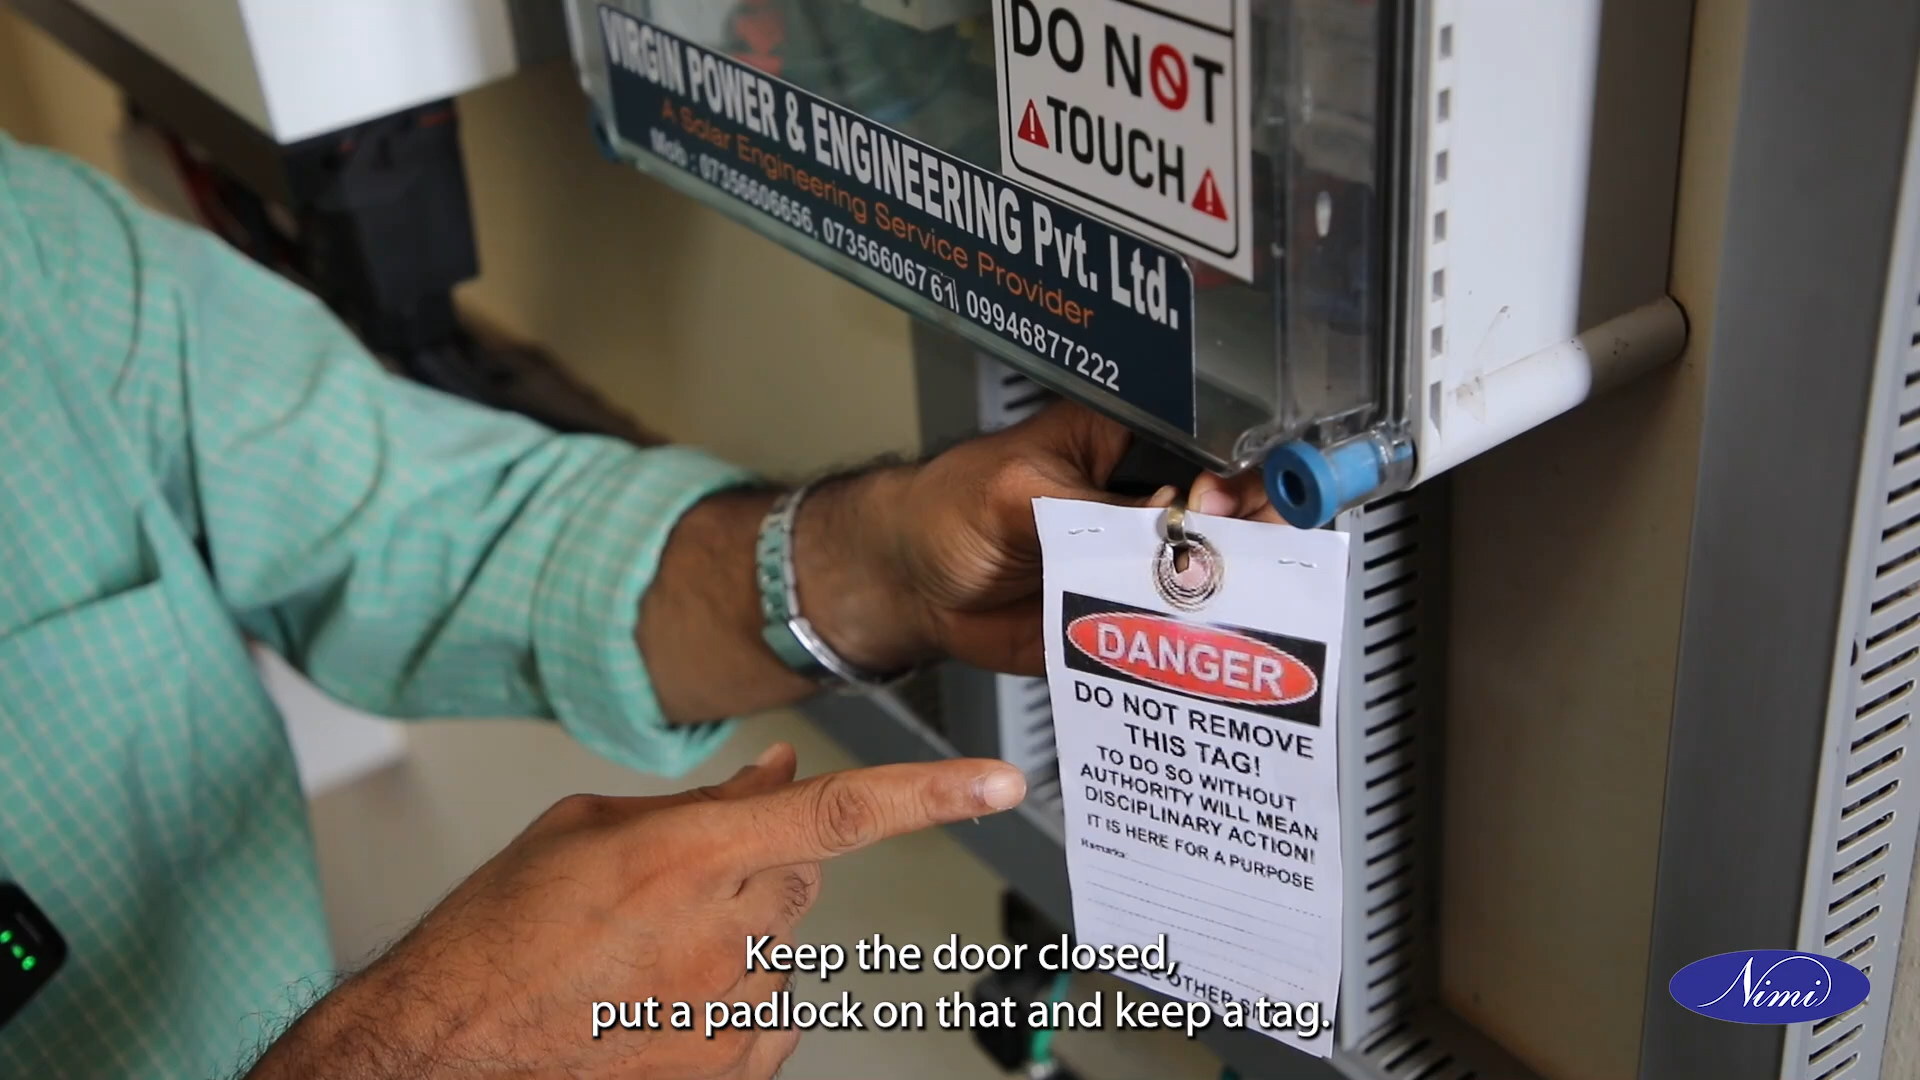 DO NOT
TOUCH
VIRGIN POWER & ENGINEERING Pvt. Ltd.
A Solar Engineering Service Provider
Mob : 07356606656, 07356606761, 09946877222
DANGER
DO NOT REMOVE
THIS TAG!
TO DO SO WITHOUT
AUTHORITY WILL MEAN
DISCIPLINARY ACTION!
IT IS HERE FOR A PURPOSE
Remarks:
OTHER
Keep the door closed,
put a padlock on that and keep a tag.
Nimi